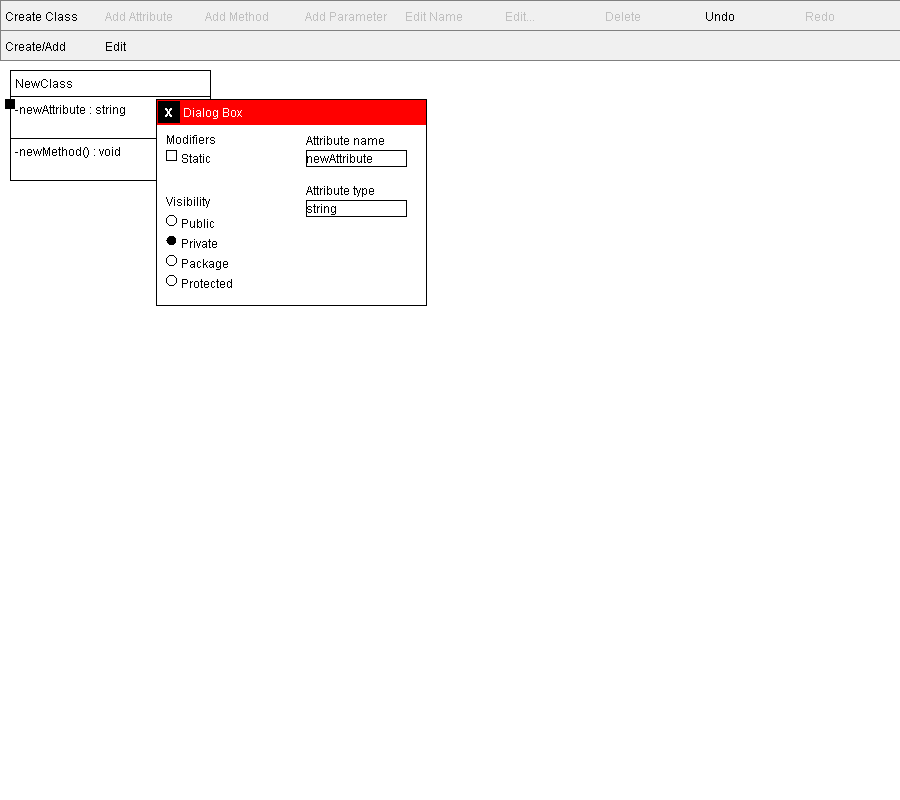 Create Class Add Attribute Add Method Add Parameter Edit Name Edit... Delete Undo Redo
Create/Add Edit
NewClass
-newAttribute : string
-newMethod() : void
X Dialog Box
Modifiers
Static
Visibility
Public
Private
Package
Protected
Attribute name
newAttribute
Attribute type
string